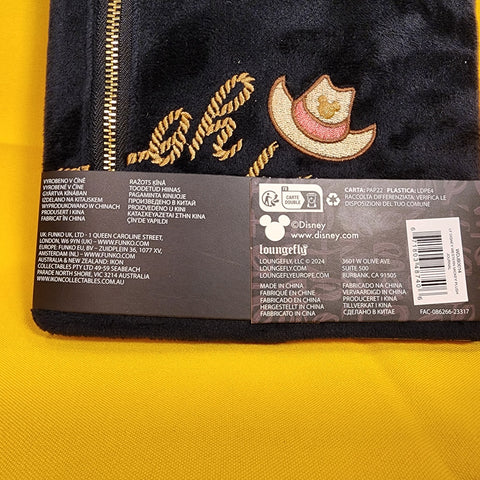 VYROBENO V ČÍNĚ
VYROBENÉ V ČÍNE
GYÁRTVA KÍNÁBAN
IZDELANO NA KITAJSKEM
WYPRODUKOWANO W CHINACH
PRODUSERT I KINA
FABRICAT ÎN CHINA
RAŽOTS ĶĪNĀ
TOODETUD HIINAS
PAGAMINTA KINIJOJE
ПРОИЗВЕДЕНО В КИТАЙ
PROIZVEDENO U KINI
ΚΑΤΑΣΚΕΥΑΖΕΤΑΙ ΣΤΗΝ ΚΙΝΑ
ÇİN'DE YAPILDI
UK: FUNKO UK, LTD • 1 QUEEN CAROLINE STREET,
LONDON, W6 9YN (UK) • WWW.FUNKO.COM
EUROPE: FUNKO EU, BV • ZUIDPLEIN 36, 1077 XV,
AMSTERDAM (NL) • WWW.FUNKO.COM
AUSTRALIA & NEW ZEALAND: IKON
COLLECTABLES PTY LTD 49-59 SEABEACH
PARADE NORTH SHORE, VIC 3214 AUSTRALIA
WWW.IKONCOLLECTABLES.COM.AU
FR
CARTE
DOUBLE
CARTA: PAP22 PLASTICA: LDPE4
RACCOLTA DIFFERENZIATA: VERIFICA LE
DISPOSIZIONI DEL TUO COMUNE
©Disney
www.disney.com
loungefly
LOUNGEFLY, LLC © 2024
LOUNGEFLY.COM
LOUNGEFLYEUROPE.COM
3601 W OLIVE AVE
SUITE 500
BURBANK, CA 91505
MADE IN CHINA
FABRIQUÉ EN CHINE
HERGESTELLT IN CHINA
FABRICADO EN CHINA
FABBRICATO IN CINA
FABRICADO NA CHINA
VERVAARDIGD IN CHINA
PRODUCERET I KINA
TILLVERKAT I KINA
СДЕЛАНО В КИТАЕ
FAC-086266-23317